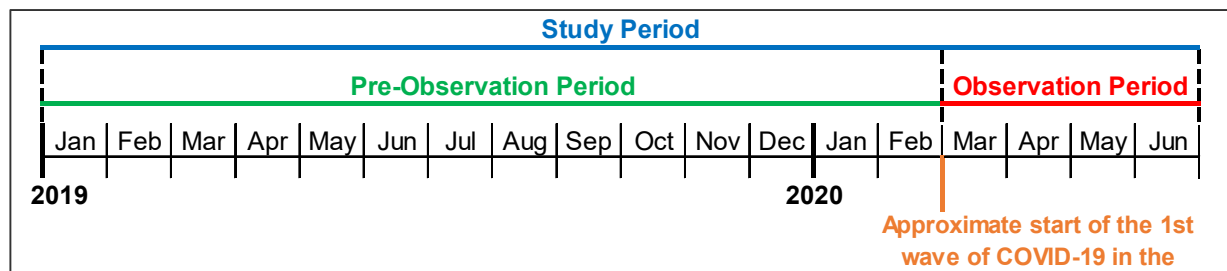 Study Period
Pre-Observation Period Observation Period
Jan Feb Mar Apr May Jun Jul Aug Sep Oct Nov Dec Jan Feb Mar Apr May Jun
2019 2020
Approximate start of the 1st
wave of COVID-19 in the